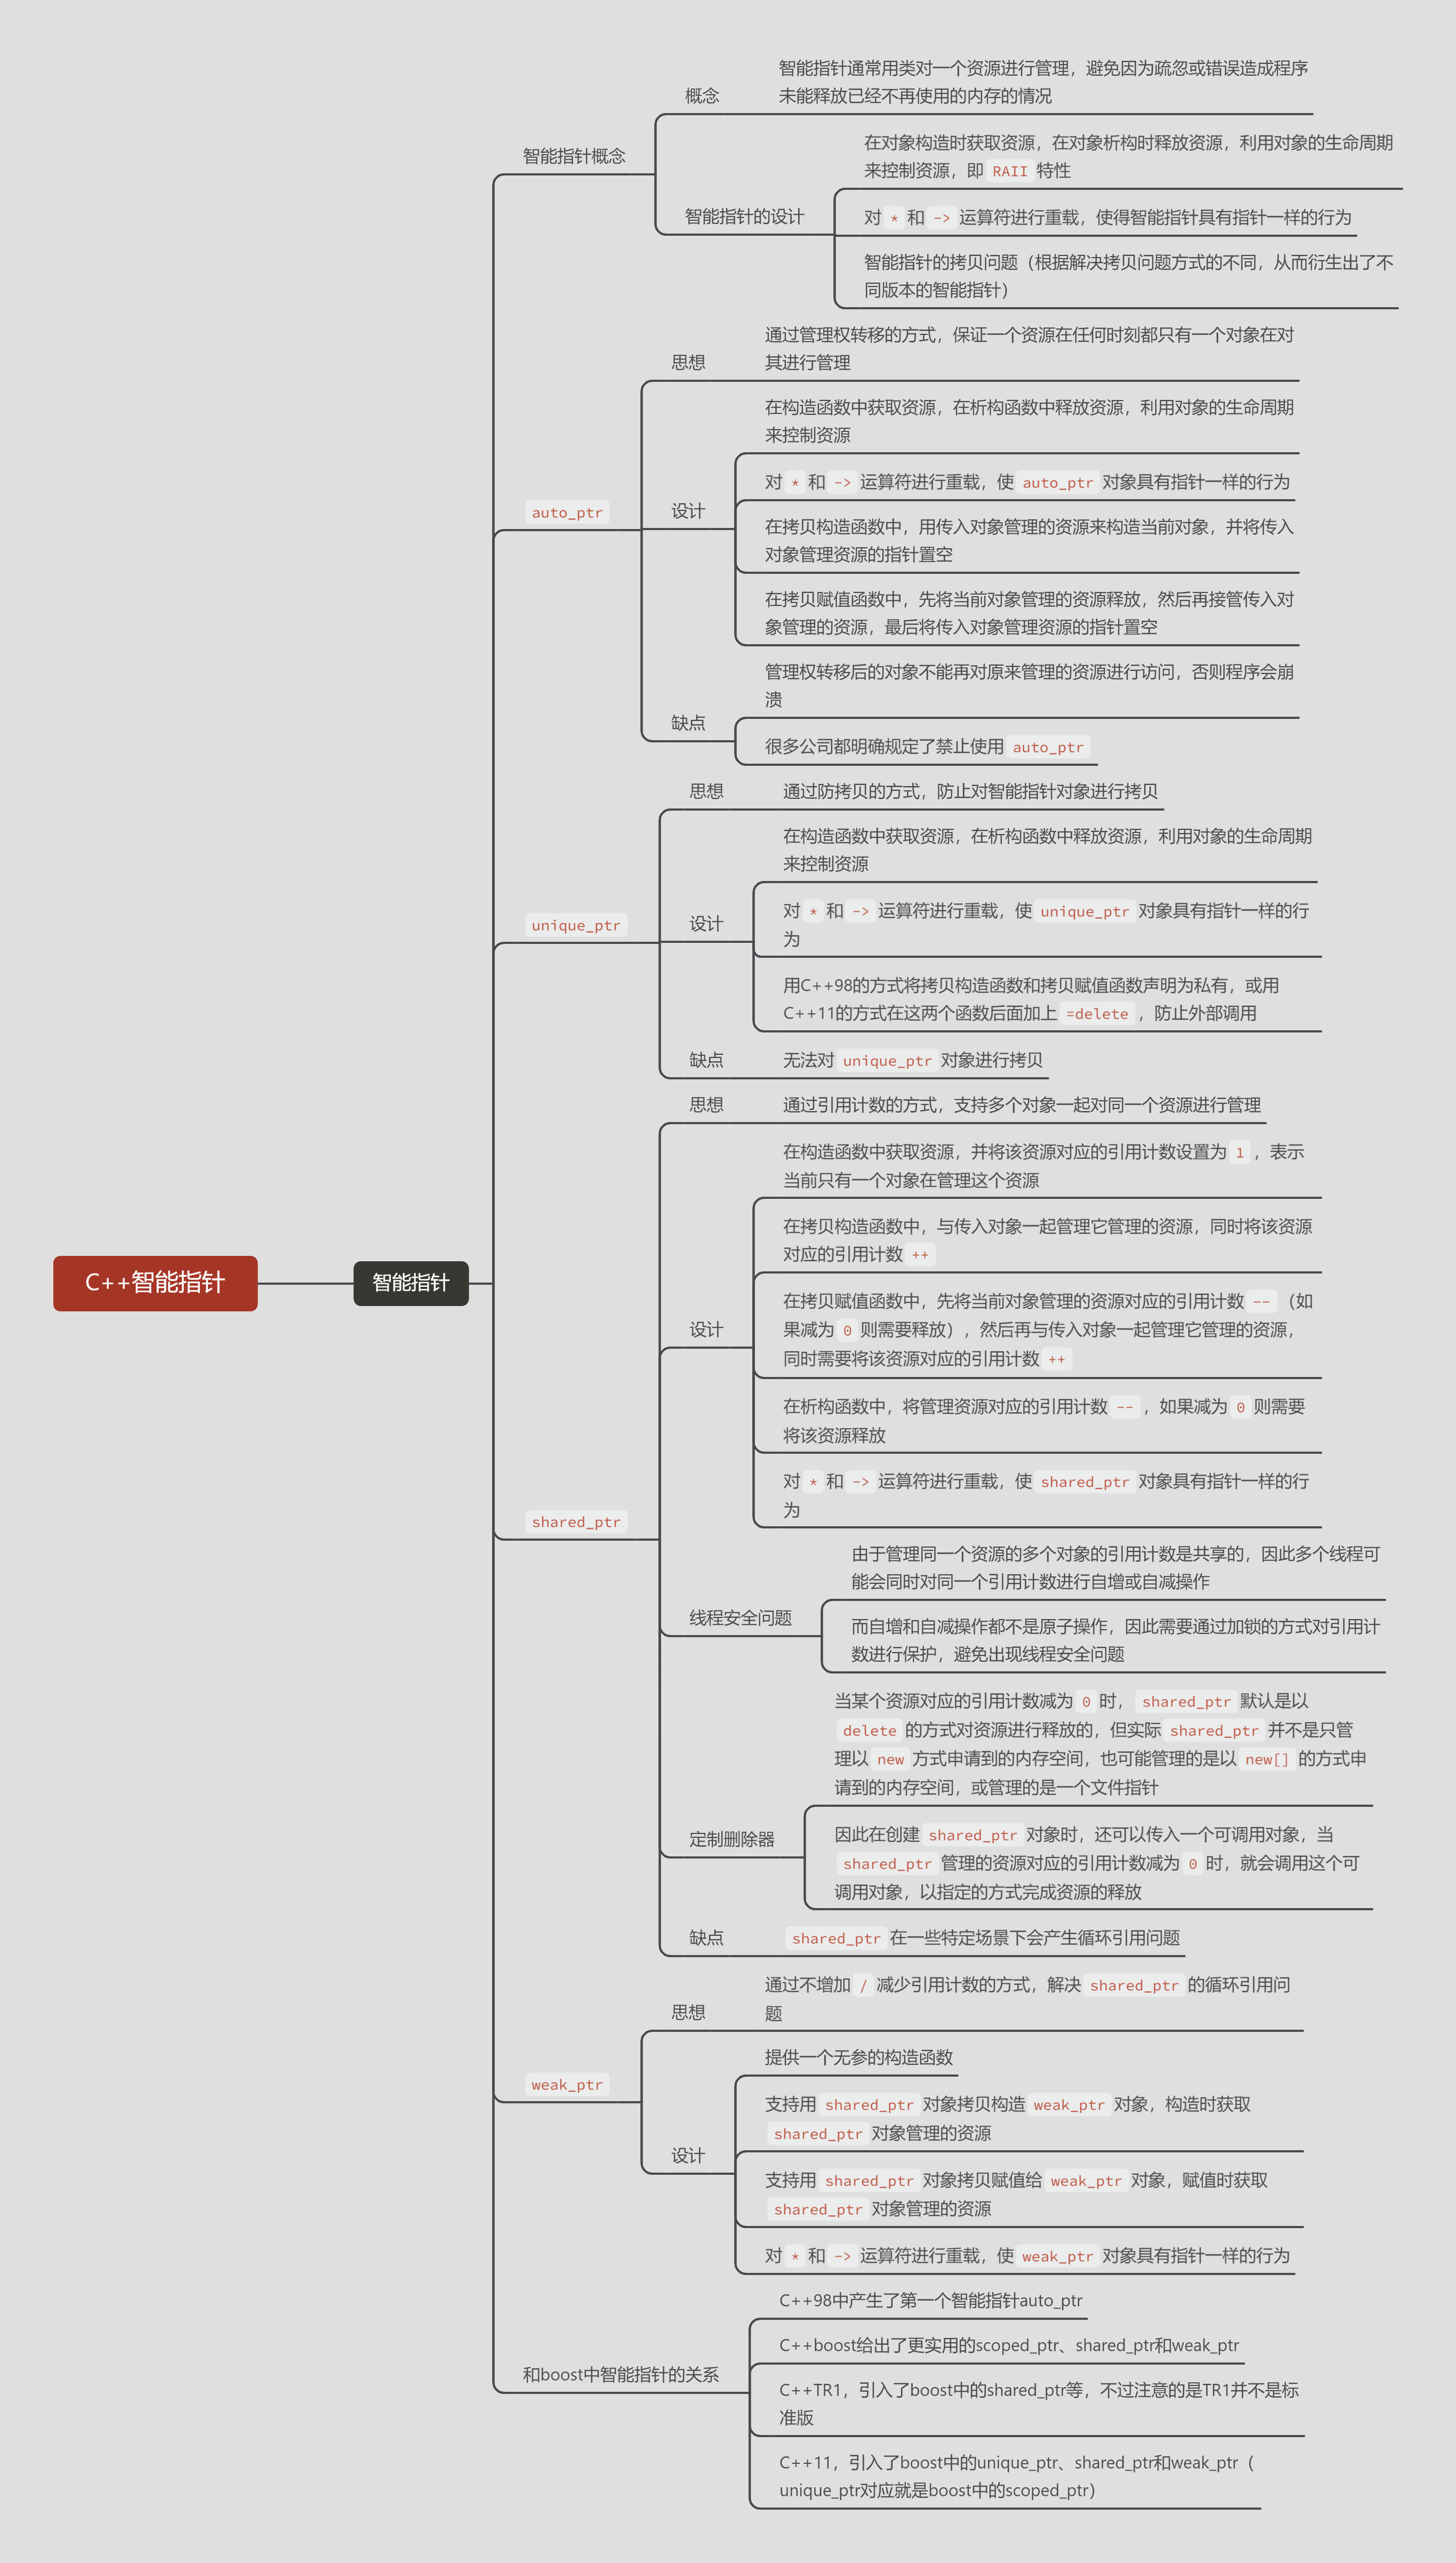 C++智能指针
智能指针
智能指针概念
概念
智能指针通常用类对一个资源进行管理，避免因为疏忽或错误造成程序
未能释放已经不再使用的内存的情况
智能指针的设计
在对象构造时获取资源，在对象析构时释放资源，利用对象的生命周期
来控制资源，即 RAII 特性
对 * 和 -> 运算符进行重载，使得智能指针具有指针一样的行为
智能指针的拷贝问题（根据解决拷贝问题方式的不同，从而衍生出了不
同版本的智能指针）
auto_ptr
思想
通过管理权转移的方式，保证一个资源在任何时刻都只有一个对象在对
其进行管理
设计
在构造函数中获取资源，在析构函数中释放资源，利用对象的生命周期
来控制资源
对 * 和 -> 运算符进行重载，使 auto_ptr 对象具有指针一样的行为
在拷贝构造函数中，用传入对象管理的资源来构造当前对象，并将传入
对象管理资源的指针置空
在拷贝赋值函数中，先将当前对象管理的资源释放，然后再接管传入对
象管理的资源，最后将传入对象管理资源的指针置空
缺点
管理权转移后的对象不能再对原来管理的资源进行访问，否则程序会崩
溃
很多公司都明确规定了禁止使用 auto_ptr
unique_ptr
思想
通过防拷贝的方式，防止对智能指针对象进行拷贝
设计
在构造函数中获取资源，在析构函数中释放资源，利用对象的生命周期
来控制资源
对 * 和 -> 运算符进行重载，使 unique_ptr 对象具有指针一样的行
为
用C++98的方式将拷贝构造函数和拷贝赋值函数声明为私有，或用
C++11的方式在这两个函数后面加上 =delete ，防止外部调用
缺点
无法对 unique_ptr 对象进行拷贝
shared_ptr
思想
通过引用计数的方式，支持多个对象一起对同一个资源进行管理
设计
在构造函数中获取资源，并将该资源对应的引用计数设置为 1 ，表示
当前只有一个对象在管理这个资源
在拷贝构造函数中，与传入对象一起管理它管理的资源，同时将该资源
对应的引用计数 ++
在拷贝赋值函数中，先将当前对象管理的资源对应的引用计数 -- （如
果减为 0 则需要释放），然后再与传入对象一起管理它管理的资源，
同时需要将该资源对应的引用计数 ++
在析构函数中，将管理资源对应的引用计数 -- ，如果减为 0 则需要
将该资源释放
对 * 和 -> 运算符进行重载，使 shared_ptr 对象具有指针一样的行
为
线程安全问题
由于管理同一个资源的多个对象的引用计数是共享的，因此多个线程可
能会同时对同一个引用计数进行自增或自减操作
而自增和自减操作都不是原子操作，因此需要通过加锁的方式对引用计
数进行保护，避免出现线程安全问题
定制删除器
当某个资源对应的引用计数减为 0 时， shared_ptr 默认是以
delete 的方式对资源进行释放的，但实际 shared_ptr 并不是只管
理以 new 方式申请到的内存空间，也可能管理的是以 new[] 的方式申
请到的内存空间，或管理的是一个文件指针
因此在创建 shared_ptr 对象时，还可以传入一个可调用对象，当
shared_ptr 管理的资源对应的引用计数减为 0 时，就会调用这个可
调用对象，以指定的方式完成资源的释放
缺点
shared_ptr 在一些特定场景下会产生循环引用问题
weak_ptr
思想
通过不增加 / 减少引用计数的方式，解决 shared_ptr 的循环引用问
题
设计
提供一个无参的构造函数
支持用 shared_ptr 对象拷贝构造 weak_ptr 对象，构造时获取
shared_ptr 对象管理的资源
支持用 shared_ptr 对象拷贝赋值给 weak_ptr 对象，赋值时获取
shared_ptr 对象管理的资源
对 * 和 -> 运算符进行重载，使 weak_ptr 对象具有指针一样的行为
和boost中智能指针的关系
C++98中产生了第一个智能指针auto_ptr
C++boost给出了更实用的scoped_ptr、shared_ptr和weak_ptr
C++TR1，引入了boost中的shared_ptr等，不过注意的是TR1并不是标
准版
C++11，引入了boost中的unique_ptr、shared_ptr和weak_ptr（
unique_ptr对应就是boost中的scoped_ptr）